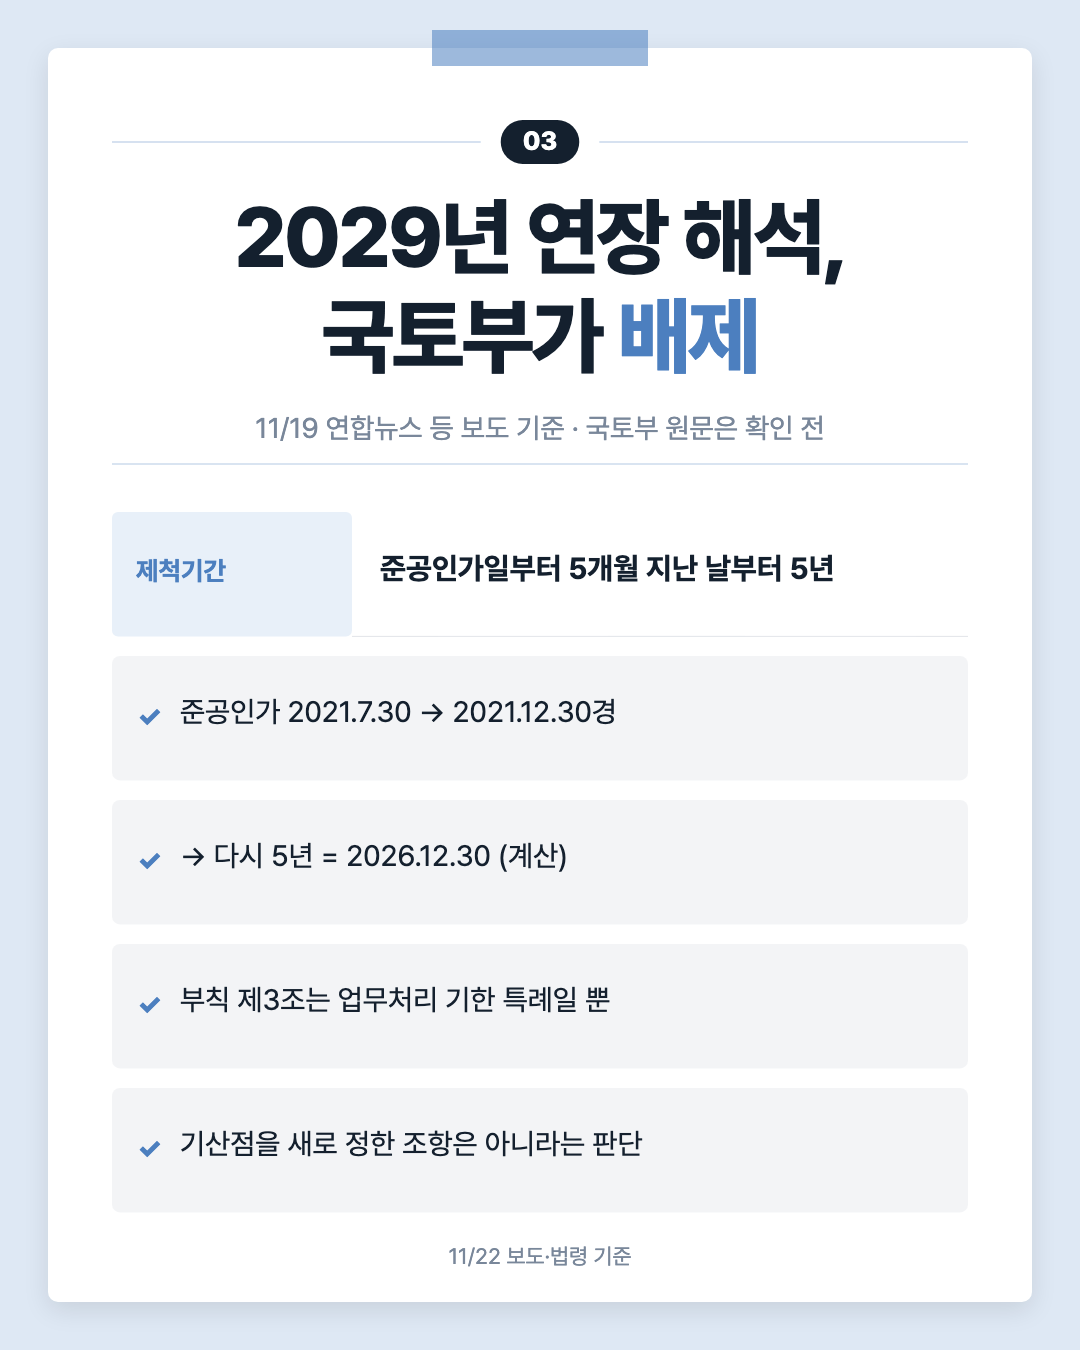 03
2029년 연장 해석,
국토부가 배제
11/19 연합뉴스 등 보도 기준 · 국토부 원문은 확인 전
제척기간
준공인가일부터 5개월 지난 날부터 5년
준공인가 2021.7.30 → 2021.12.30경
→ 다시 5년 = 2026.12.30 (계산)
부칙 제3조는 업무처리 기한 특례일 뿐
기산점을 새로 정한 조항은 아니라는 판단
11/22 보도·법령 기준